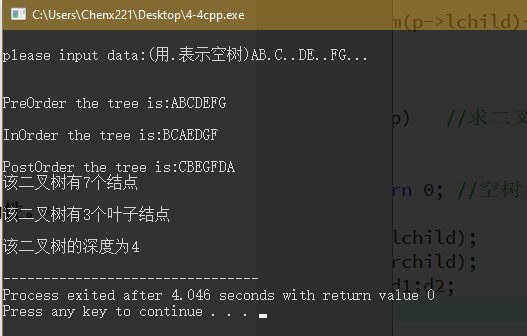 C:\Users\Chenx221\Desktop\4-4cpp.exe
please input data:(用.表示空树)AB.C..DE..FG...
PreOrder the tree is:ABCDEFG
InOrder the tree is:BCAEDGF
PostOrder the tree is:CBEGFDA
该二叉树有7个结点
该二叉树有3个叶子结点
该二叉树的深度为4
--------------------------------
Process exited after 4.046 seconds with return value 0
Press any key to continue . . .
m(p->lchild);
p) //求二叉
rn 0; //空树
lchild);
rchild);
d1:d2;